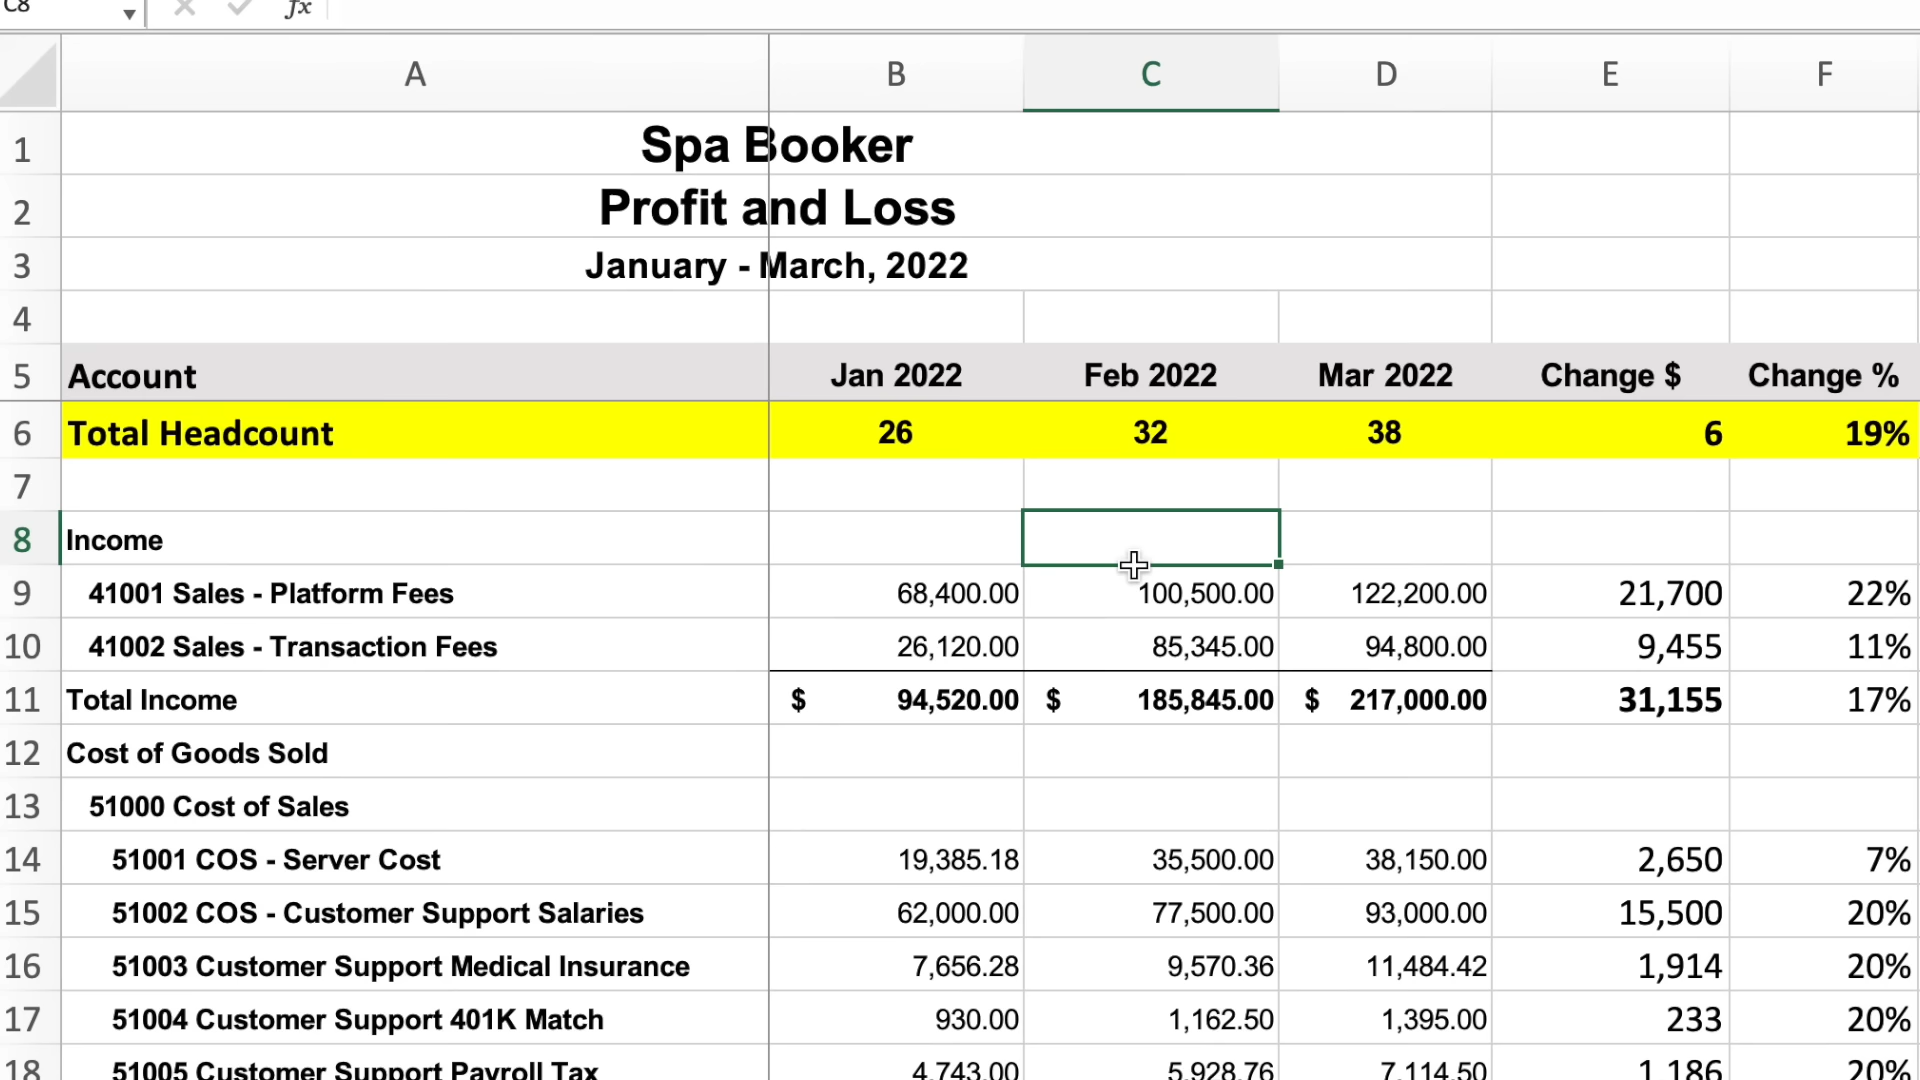 C8 fx
A B C D E F
1 Spa Booker
2 Profit and Loss
3 January - March, 2022
4
5 Account Jan 2022 Feb 2022 Mar 2022 Change $ Change %
6 Total Headcount 26 32 38 6 19%
7
8 Income
9 41001 Sales - Platform Fees 68,400.00 100,500.00 122,200.00 21,700 22%
10 41002 Sales - Transaction Fees 26,120.00 85,345.00 94,800.00 9,455 11%
11 Total Income $ 94,520.00 $ 185,845.00 $ 217,000.00 31,155 17%
12 Cost of Goods Sold
13 51000 Cost of Sales
14 51001 COS - Server Cost 19,385.18 35,500.00 38,150.00 2,650 7%
15 51002 COS - Customer Support Salaries 62,000.00 77,500.00 93,000.00 15,500 20%
16 51003 Customer Support Medical Insurance 7,656.28 9,570.36 11,484.42 1,914 20%
17 51004 Customer Support 401K Match 930.00 1,162.50 1,395.00 233 20%
18 51005 Customer Support Payroll Tax 4,743.00 5,928.76 7,114.50 1,186 20%